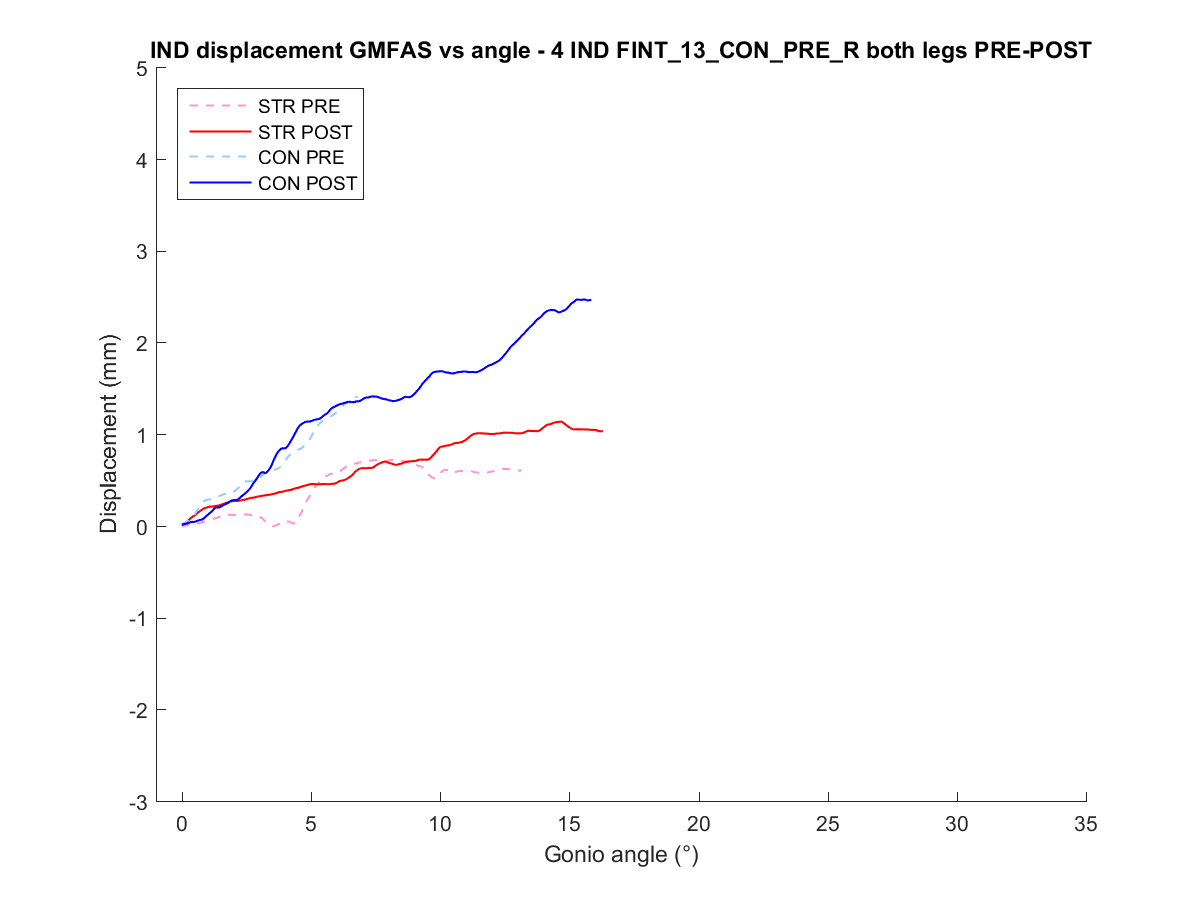 IND displacement GMFAS vs angle - 4 IND FINT_13_CON_PRE_R both legs PRE-POST
5
STR PRE
STR POST
CON PRE
CON POST
4
3
2
1
0
-1
-2
-3
Displacement (mm)
0 5 10 15 20 25 30 35
Gonio angle (°)